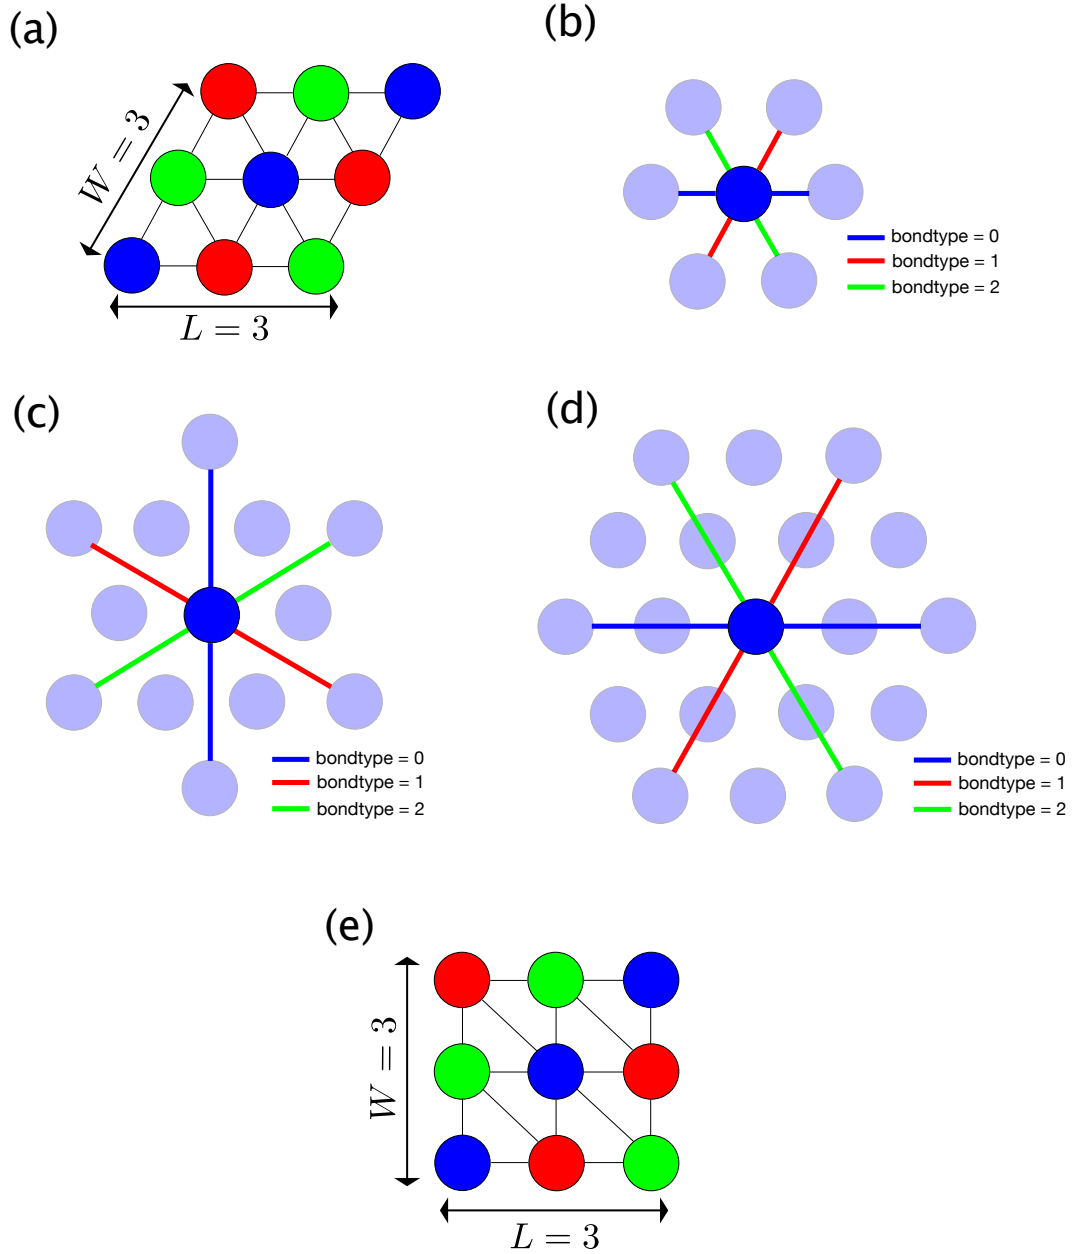 (a)
W = 3
L = 3
(b)
bondtype = 0
bondtype = 1
bondtype = 2
(c)
bondtype = 0
bondtype = 1
bondtype = 2
(d)
bondtype = 0
bondtype = 1
bondtype = 2
(e)
W = 3
L = 3